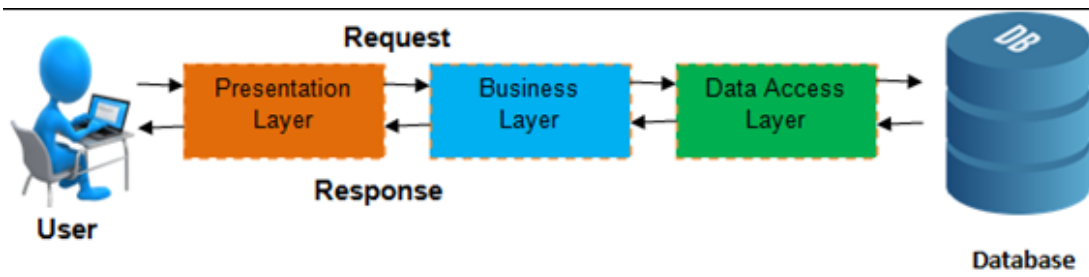 Request
DB
Presentation
Layer
Business
Layer
Data Access
Layer
Response
User
Database